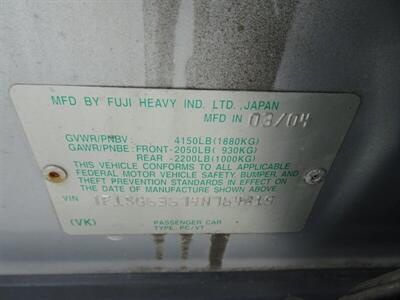 MFD BY FUJI HEAVY IND. LTD., JAPAN
MFD IN 03/04
GVWR/PNBV: 4150LB(1880KG)
GAWR/PNBE: FRONT-2050LB( 930KG)
REAR -2200LB(1000KG)
THIS VEHICLE CONFORMS TO ALL APPLICABLE
FEDERAL MOTOR VEHICLE SAFETY, BUMPER, AND
THEFT PREVENTION STANDARDS IN EFFECT ON
THE DATE OF MANUFACTURE SHOWN ABOVE.
VIN
(VK) PASSENGER CAR
TYPE: PC/VT